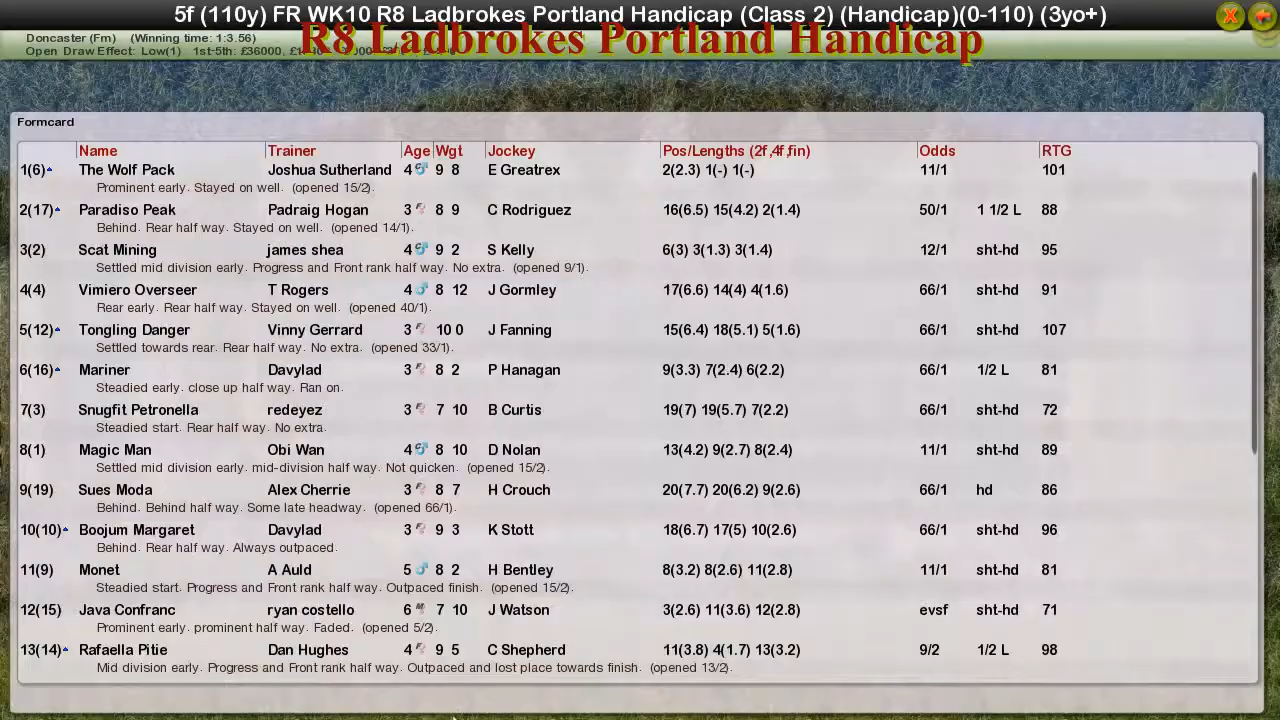 5f (110y) FR WK10 R8 Ladbrokes Portland Handicap (Class 2) (Handicap)(0-110) (3yo+)
R8 Ladbrokes Portland Handicap
Doncaster (Fm) (Winning time: 1:3.56)
Open Draw Effect: Low(1) 1st-5th: £36000,
Formcard
Name Trainer Age Wgt Jockey Pos/Lengths (2f,4f,fin) Odds RTG
1(6) The Wolf Pack Joshua Sutherland 4 9 8 E Greatrex 2(2.3) 1(-) 1(-) 11/1 101
Prominent early. Stayed on well. (opened 15/2).
2(17) Paradiso Peak Padraig Hogan 3 8 9 C Rodriguez 16(6.5) 15(4.2) 2(1.4) 50/1 1 1/2 L 88
Behind. Rear half way. Stayed on well. (opened 14/1).
3(2) Scat Mining james shea 4 9 2 S Kelly 6(3) 3(1.3) 3(1.4) 12/1 sht-hd 95
Settled mid division early. Progress and Front rank half way. No extra. (opened 9/1).
4(4) Vimiero Overseer T Rogers 4 8 12 J Gormley 17(6.6) 14(4) 4(1.6) 66/1 sht-hd 91
Rear early. Rear half way. Stayed on well. (opened 40/1).
5(12) Tongling Danger Vinny Gerrard 3 10 0 J Fanning 15(6.4) 18(5.1) 5(1.6) 66/1 sht-hd 107
Settled towards rear. Rear half way. No extra. (opened 33/1).
6(16) Mariner Davylad 3 8 2 P Hanagan 9(3.3) 7(2.4) 6(2.2) 66/1 1/2 L 81
Steadied early. close up half way. Ran on.
7(3) Snugfit Petronella redeyez 3 7 10 B Curtis 19(7) 19(5.7) 7(2.2) 66/1 sht-hd 72
Steadied start. Rear half way. No extra.
8(1) Magic Man Obi Wan 4 8 10 D Nolan 13(4.2) 9(2.7) 8(2.4) 11/1 sht-hd 89
Settled mid division early. mid-division half way. Not quicken. (opened 15/2).
9(19) Sues Moda Alex Cherrie 3 8 7 H Crouch 20(7.7) 20(6.2) 9(2.6) 66/1 hd 86
Behind. Behind half way. Some late headway. (opened 66/1).
10(10) Boojum Margaret Davylad 3 9 3 K Stott 18(6.7) 17(5) 10(2.6) 66/1 sht-hd 96
Behind. Rear half way. Always outpaced.
11(9) Monet A Auld 5 8 2 H Bentley 8(3.2) 8(2.6) 11(2.8) 11/1 sht-hd 81
Steadied start. Progress and Front rank half way. Outpaced finish. (opened 15/2).
12(15) Java Confranc ryan costello 6 7 10 J Watson 3(2.6) 11(3.6) 12(2.8) evsf sht-hd 71
Prominent early. prominent half way. Faded. (opened 5/2).
13(14) Rafaella Pitie Dan Hughes 4 9 5 C Shepherd 11(3.8) 4(1.7) 13(3.2) 9/2 1/2 L 98
Mid division early. Progress and Front rank half way. Outpaced and lost place towards finish. (opened 13/2).